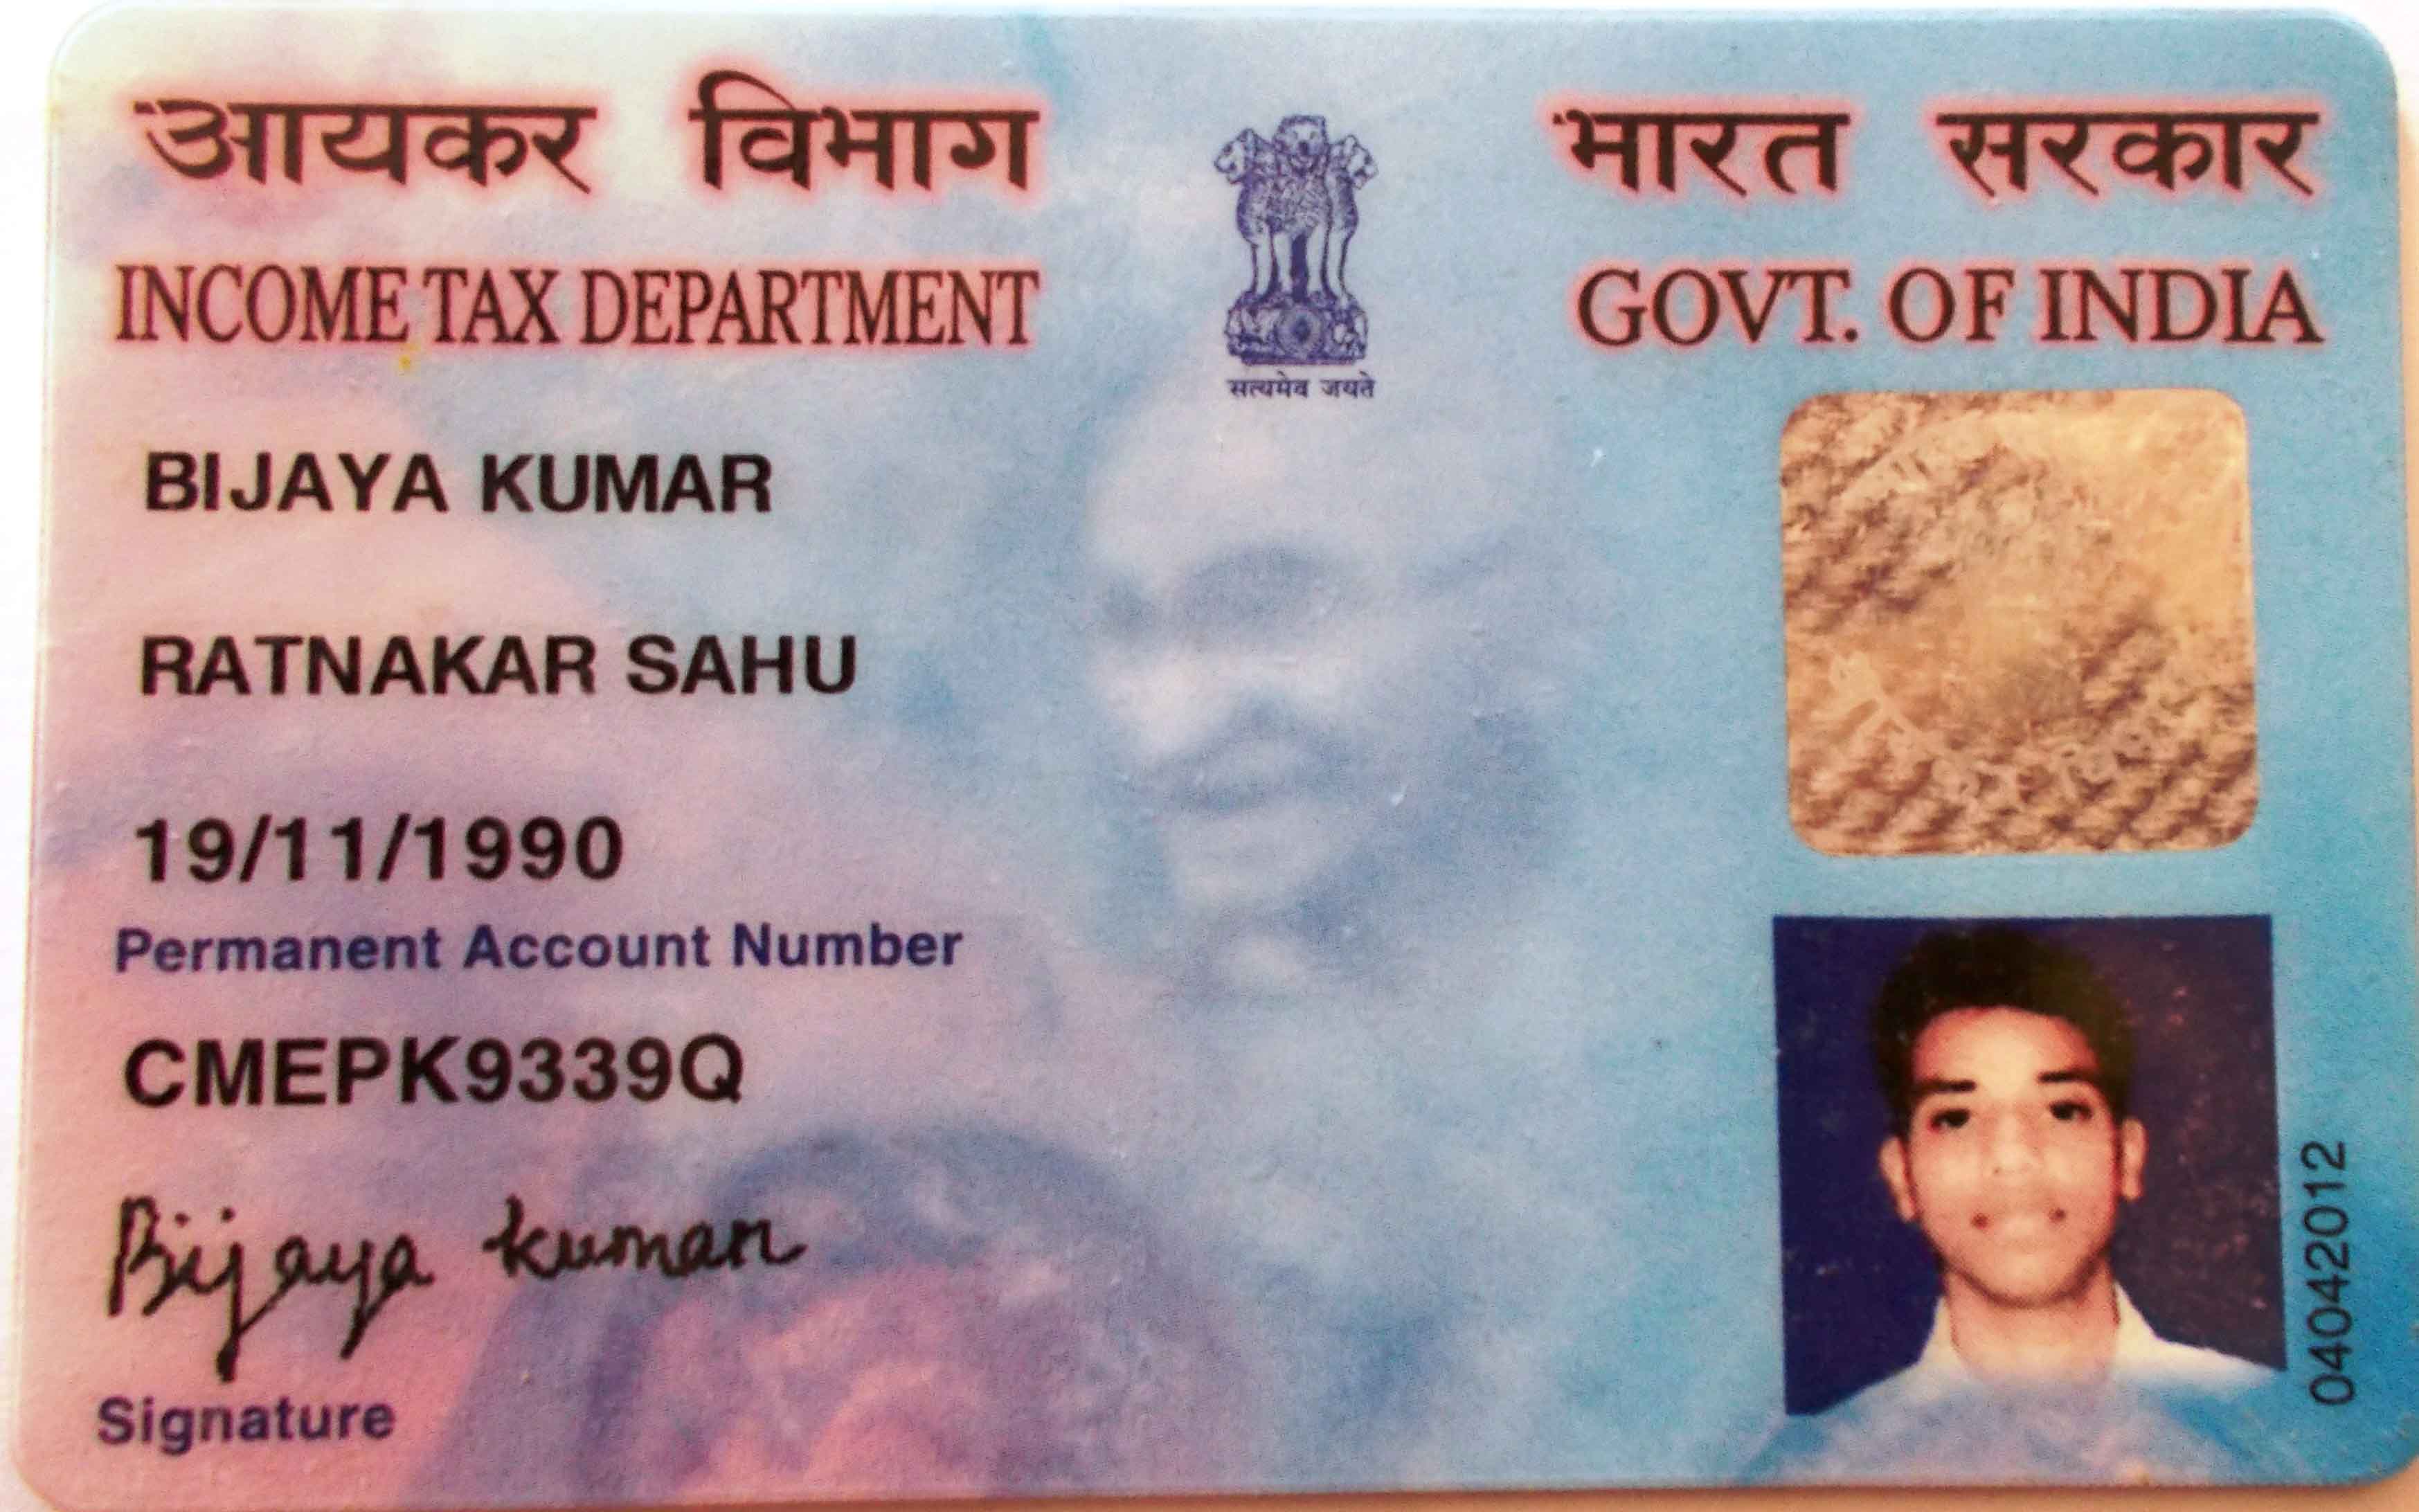 आयकर विभाग
INCOME TAX DEPARTMENT
सत्यमेव जयते
भारत सरकार
GOVT. OF INDIA
BIJAYA KUMAR
RATNAKAR SAHU
19/11/1990
Permanent Account Number
CMEPK9339Q
Bijaya kumar
Signature
04042012